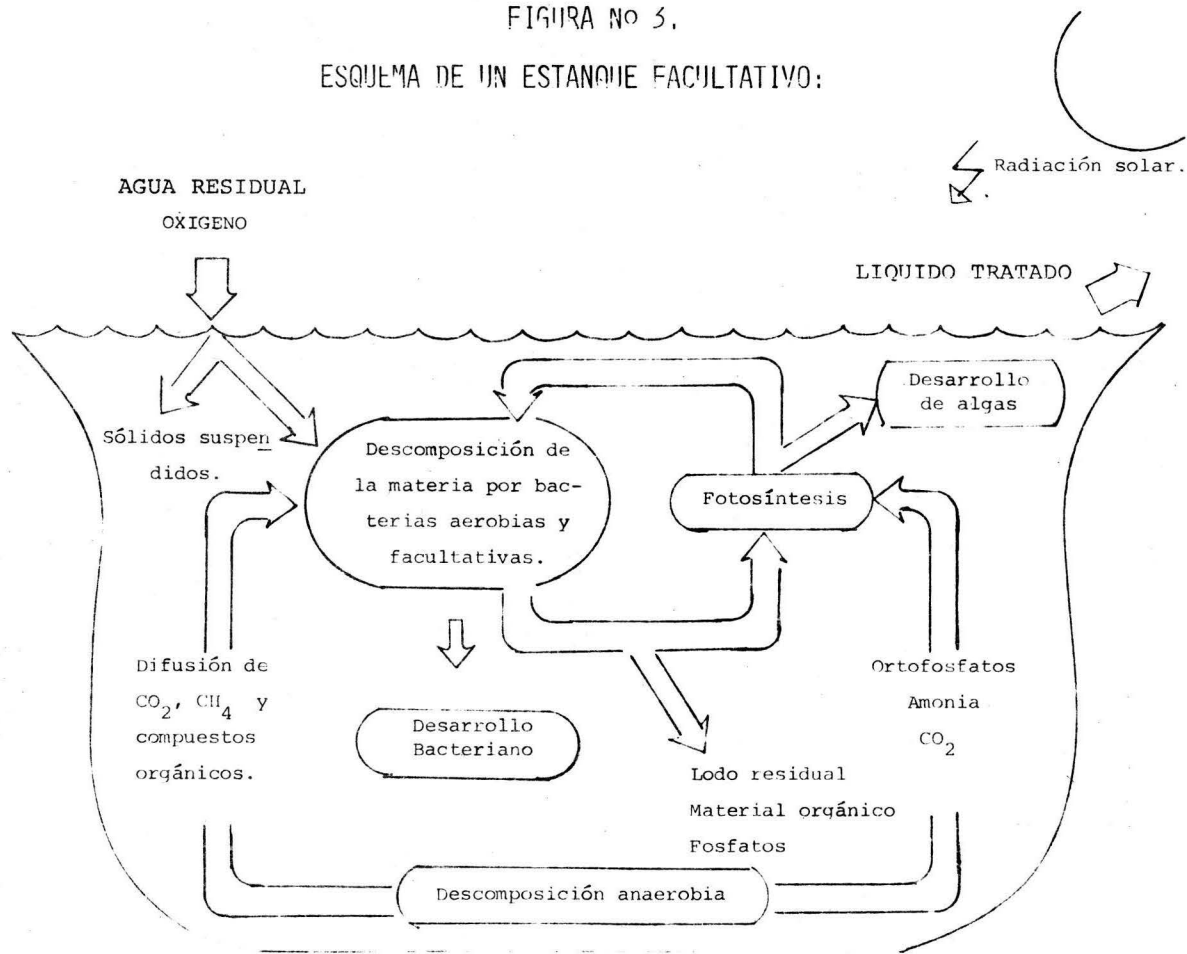 FIGURA No 3.
ESQUEMA DE UN ESTANQUE FACULTATIVO:
Radiación solar.
AGUA RESIDUAL
OXIGENO
LIQUIDO TRATADO
Desarrollo
de algas
Sólidos suspen
didos.
Descomposición de
la materia por bac-
terias aerobias y
facultativas.
Fotosíntesis
Difusión de
CO2, CH4 y
compuestos
orgánicos.
Desarrollo
Bacteriano
Ortofosfatos
Amonia
CO2
Lodo residual
Material orgánico
Fosfatos
Descomposición anaerobia